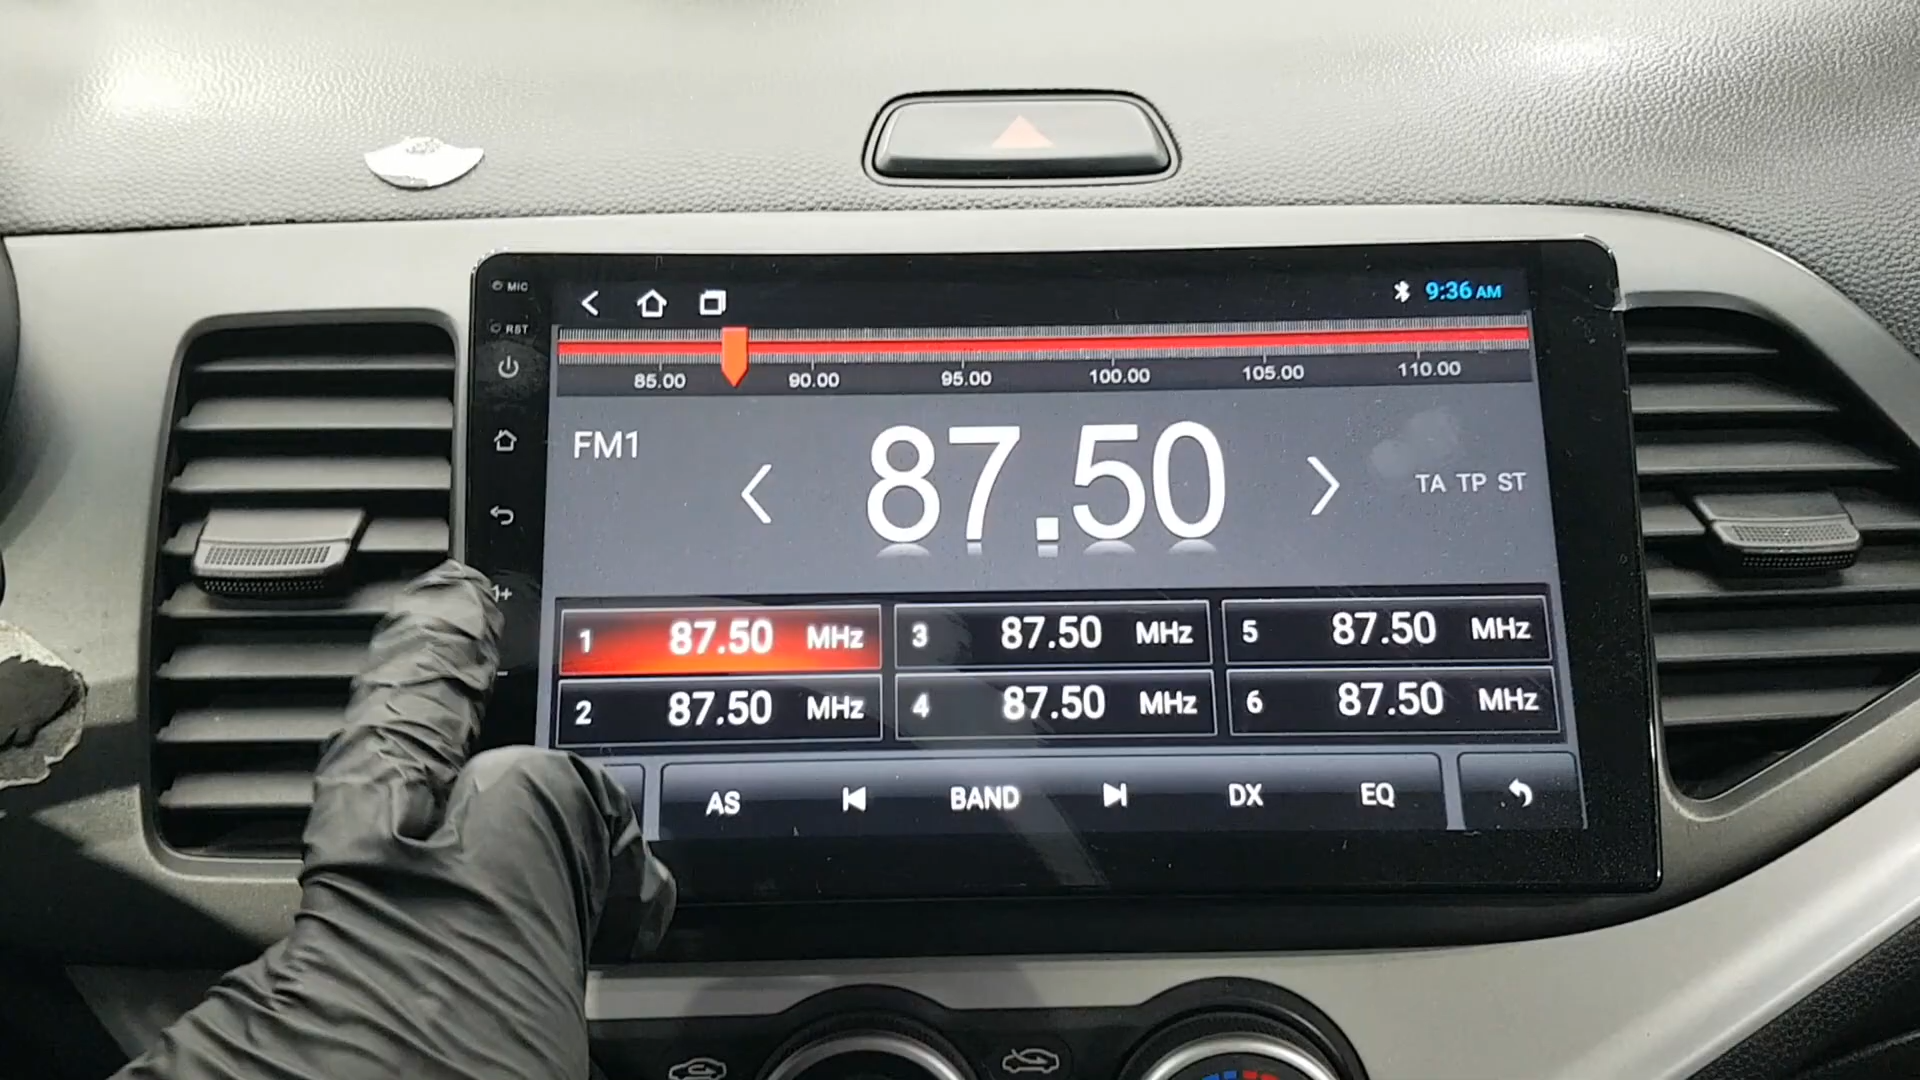 MIC
9:36 AM
RST
85.00 90.00 95.00 100.00 105.00 110.00
FM1
87.50
TA TP ST
1+
1 87.50 MHz 3 87.50 MHz 5 87.50 MHz
2 87.50 MHz 4 87.50 MHz 6 87.50 MHz
AS BAND DX EQ